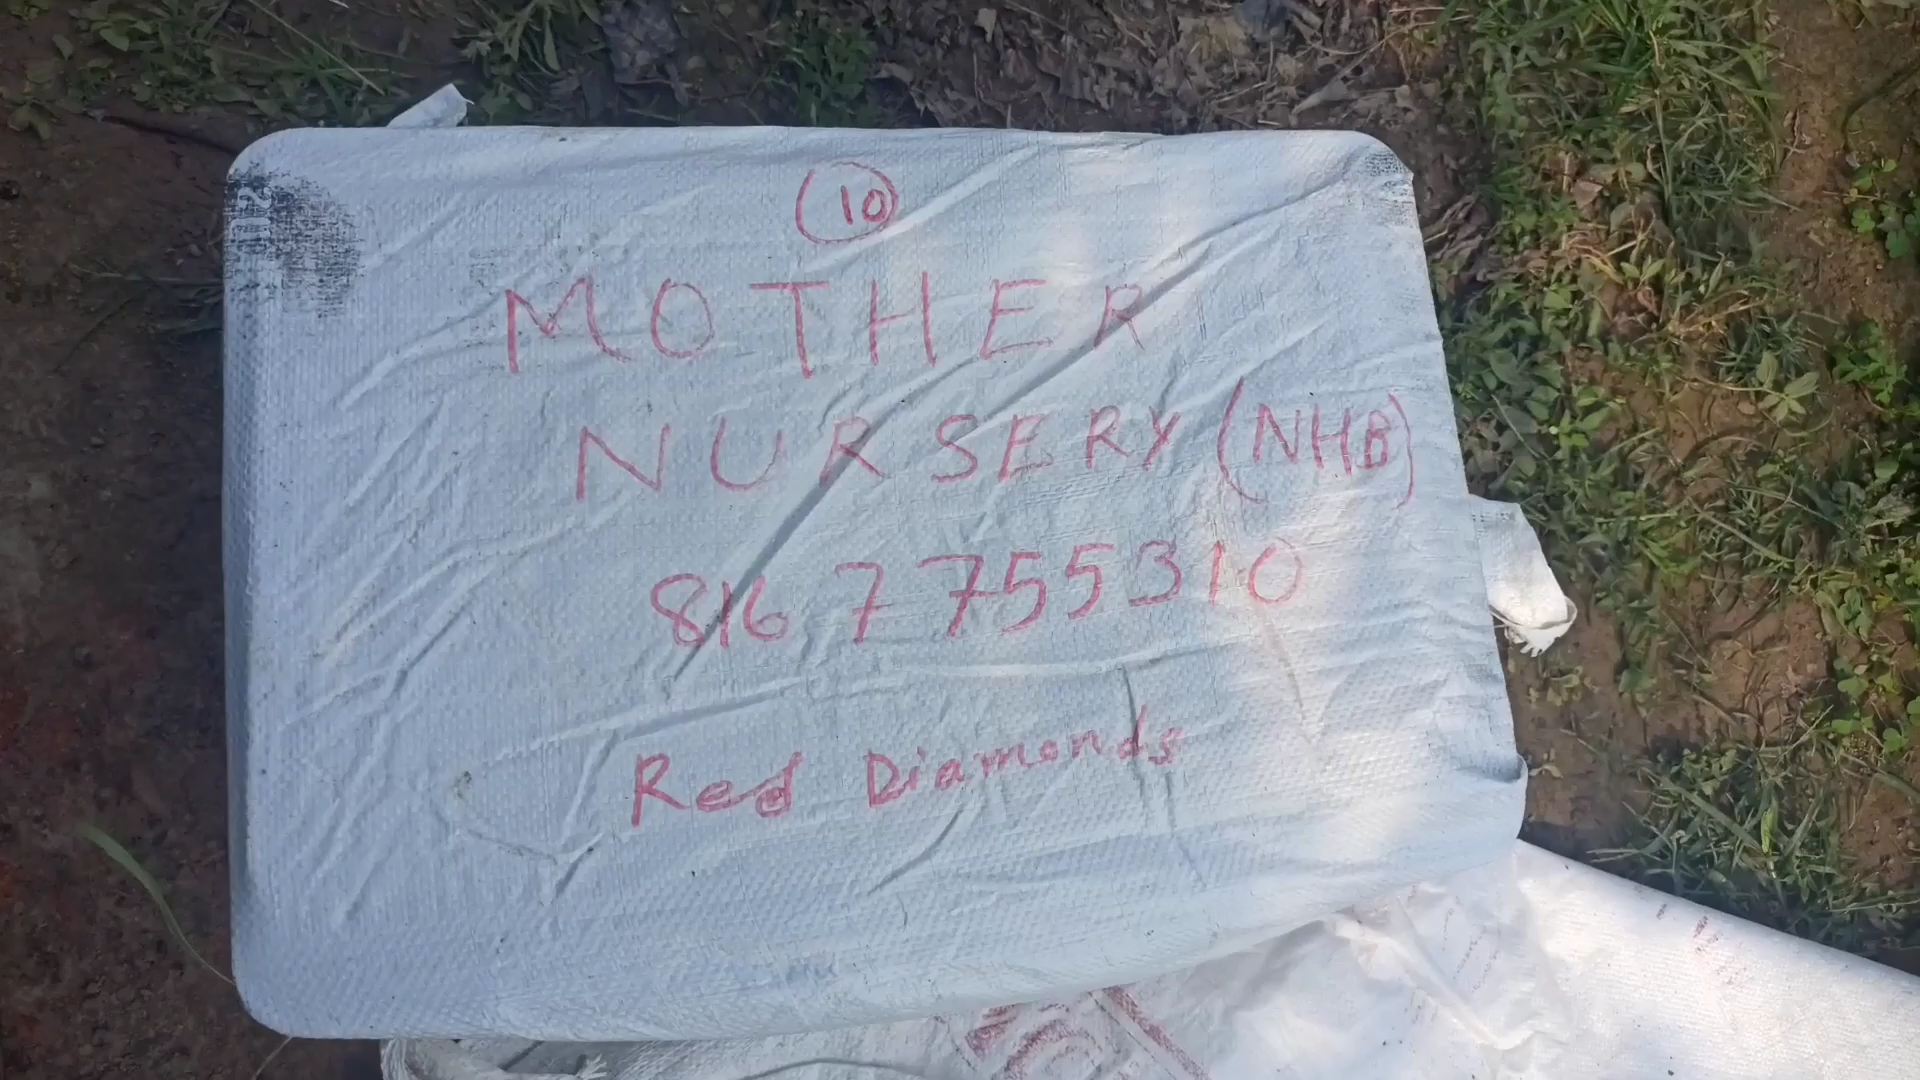 10
MOTHER
NURSERY (NHB)
8167755310
Red Diamonds